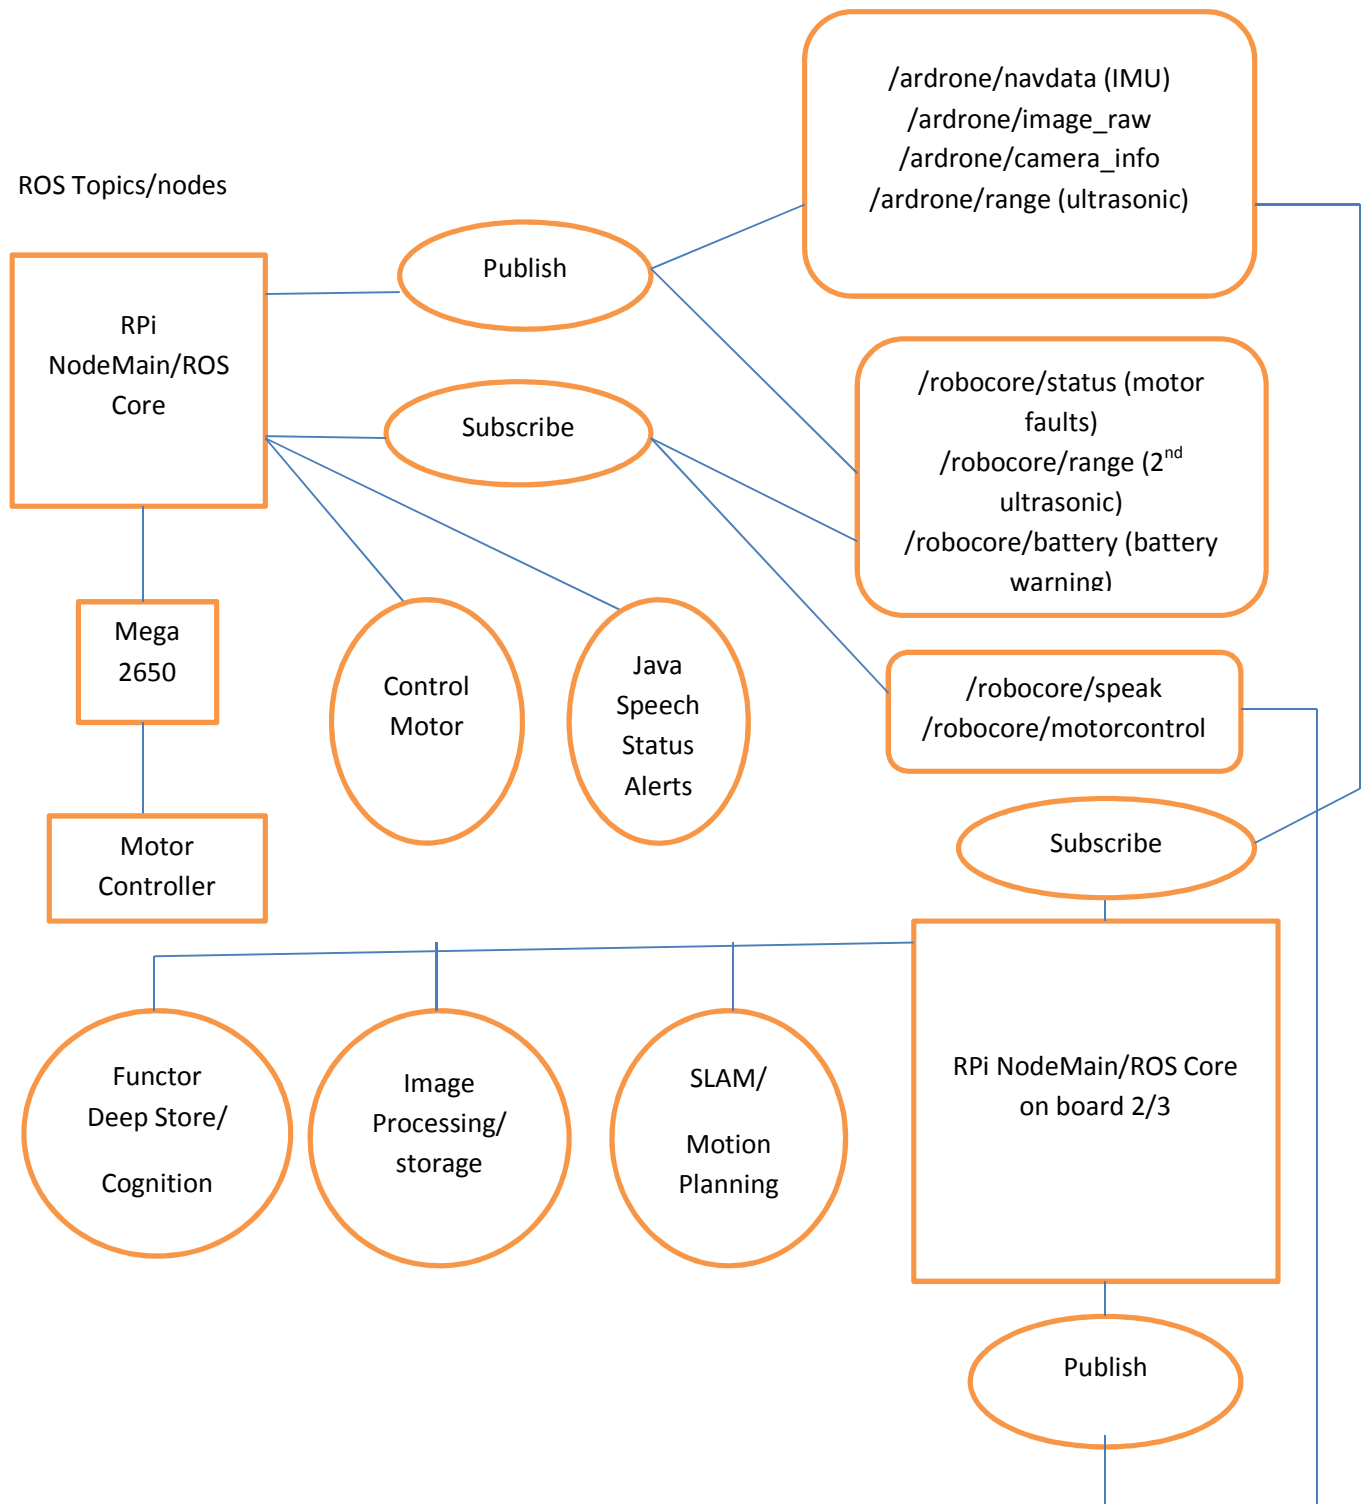 ROS Topics/nodes
RPi
NodeMain/ROS
Core
Publish
Subscribe
/ardrone/navdata (IMU)
/ardrone/image_raw
/ardrone/camera_info
/ardrone/range (ultrasonic)
/robocore/status (motor
faults)
/robocore/range (2nd
ultrasonic)
/robocore/battery (battery
warning)
/robocore/speak
/robocore/motorcontrol
Mega
2650
Control
Motor
Java
Speech
Status
Alerts
Motor
Controller
Subscribe
Functor
Deep Store/
Cognition
Image
Processing/
storage
SLAM/
Motion
Planning
RPi NodeMain/ROS Core
on board 2/3
Publish